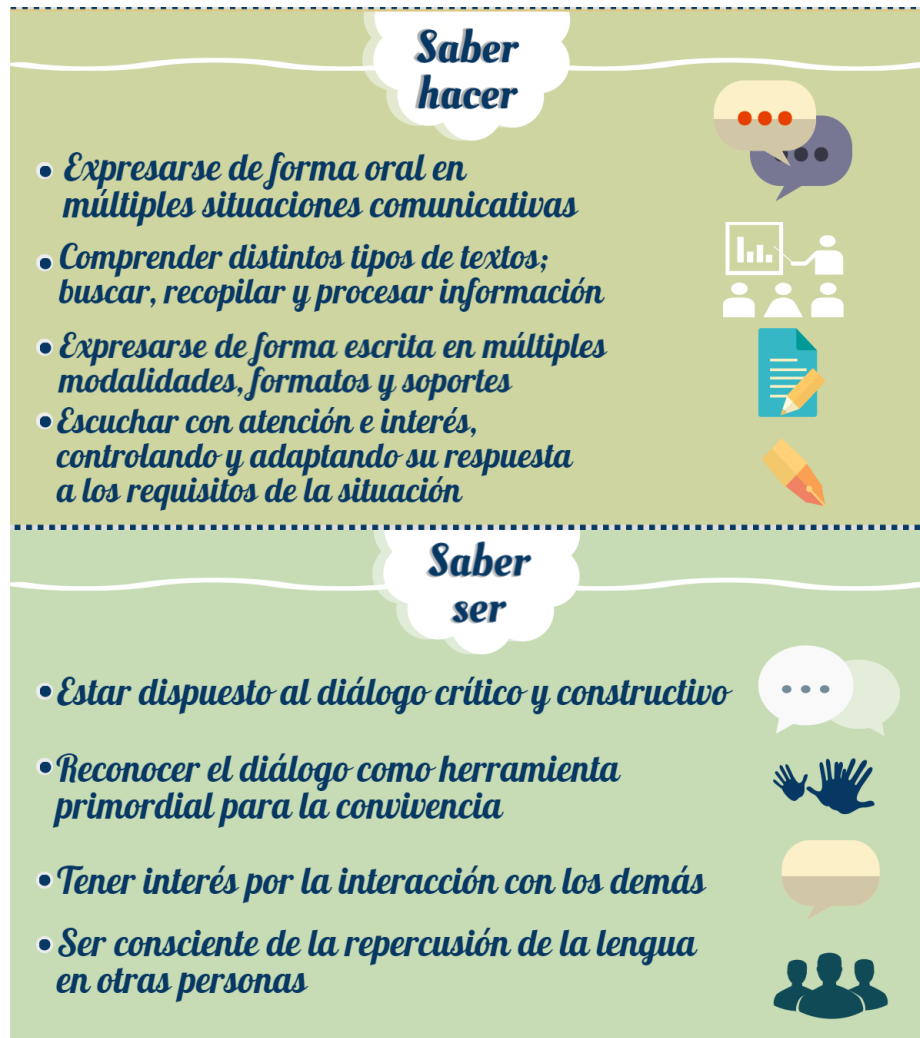 Saber
hacer
Expresarse de forma oral en
múltiples situaciones comunicativas
Comprender distintos tipos de textos;
buscar, recopilar y procesar información
Expresarse de forma escrita en múltiples
modalidades, formatos y soportes
Escuchar con atención e interés,
controlando y adaptando su respuesta
a los requisitos de la situación
Saber
ser
Estar dispuesto al diálogo crítico y constructivo
Reconocer el diálogo como herramienta
primordial para la convivencia
Tener interés por la interacción con los demás
Ser consciente de la repercusión de la lengua
en otras personas